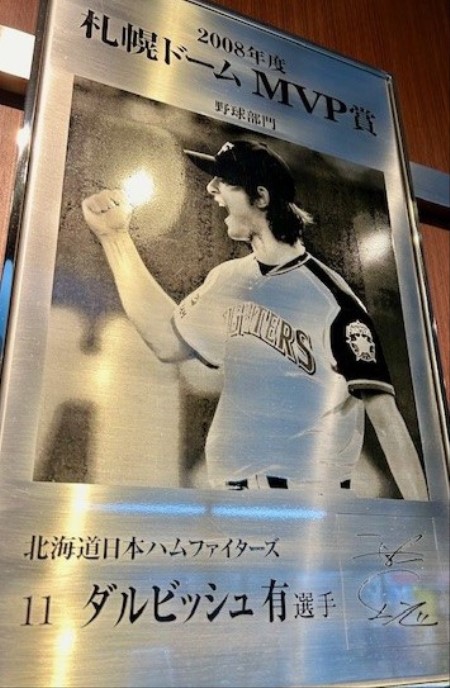 2008年度
札幌ドーム MVP賞
野球部門
FIGHTERS
北海道日本ハムファイターズ
11 ダルビッシュ有選手